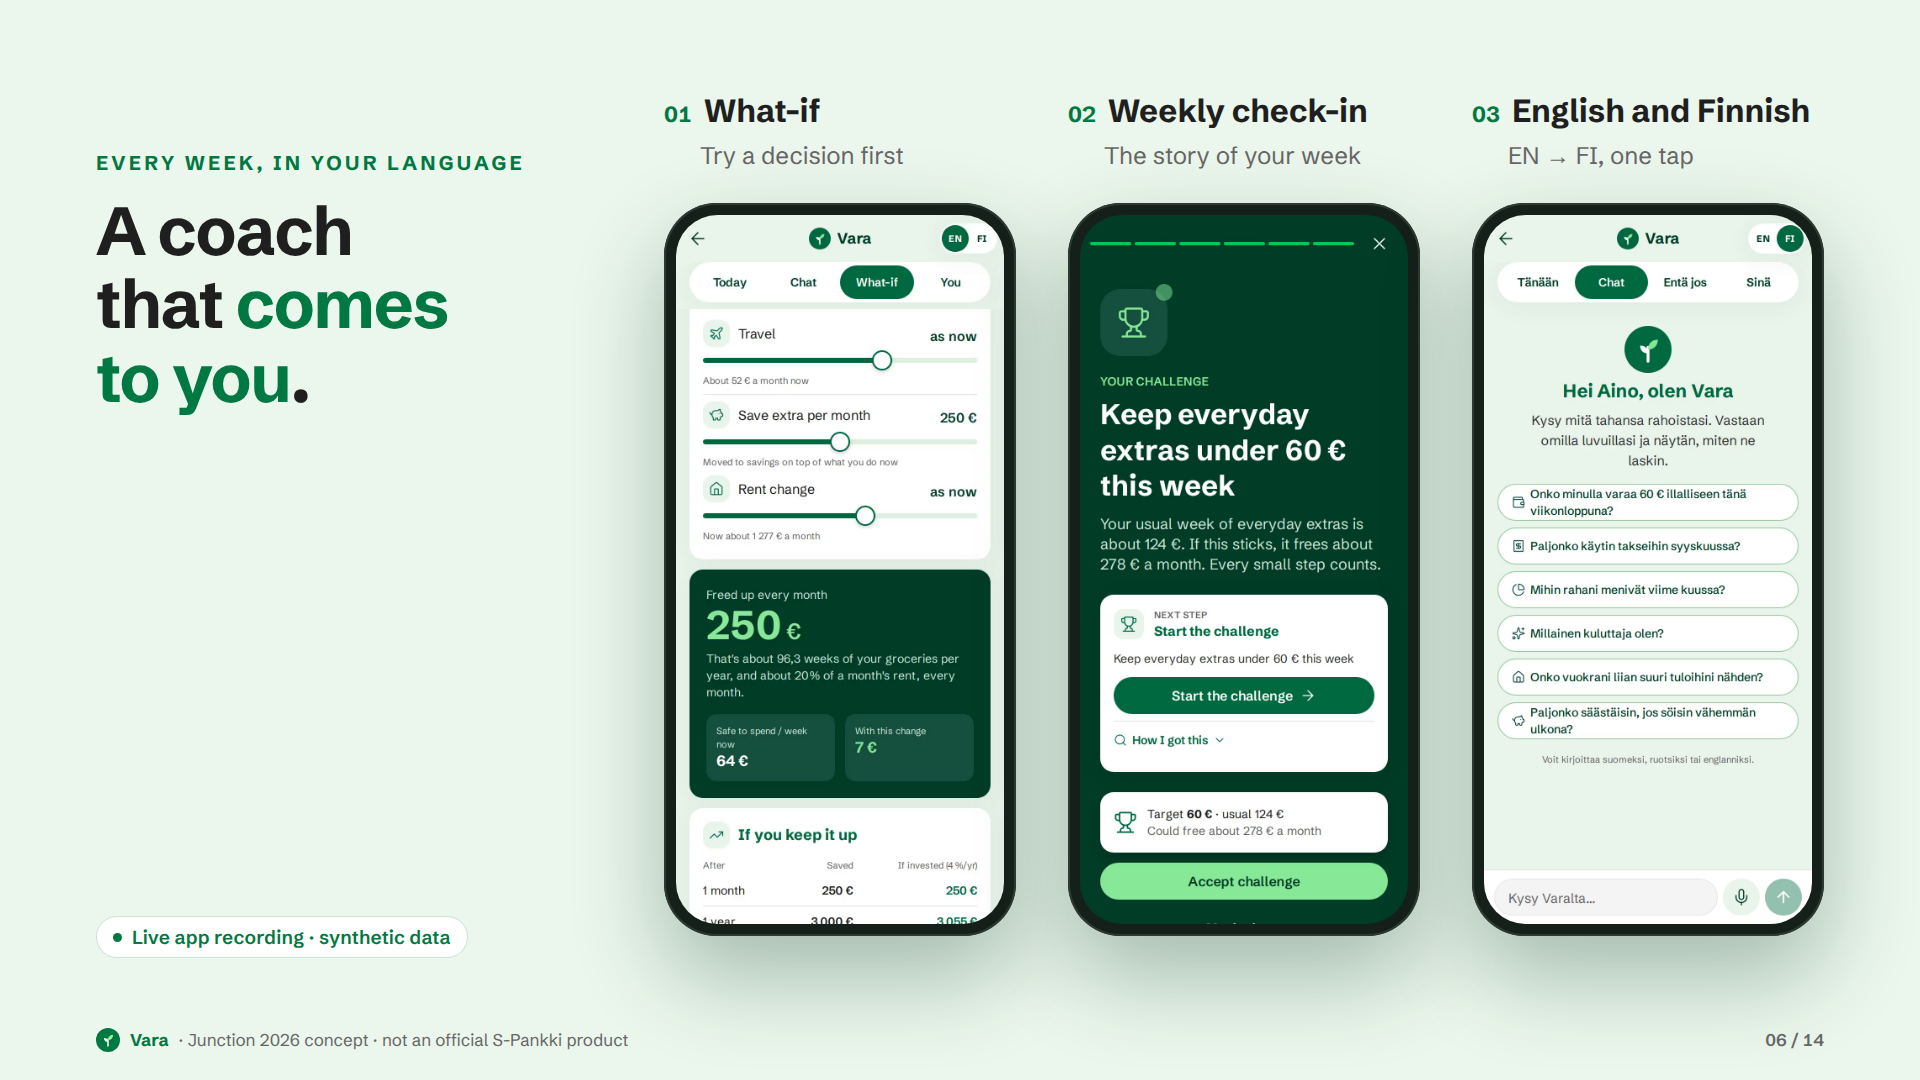 EVERY WEEK, IN YOUR LANGUAGE
A coach
that comes
to you.
Live app recording · synthetic data
01 What-if
Try a decision first
Vara
EN FI
Today Chat What-if You
Travel as now
About 52 € a month now
Save extra per month 250 €
Moved to savings on top of what you do now
Rent change as now
Now about 1 277 € a month
Freed up every month
250 €
That's about 96,3 weeks of your groceries per
year, and about 20% of a month's rent, every
month.
Safe to spend / week
now
64 €
With this change
7 €
If you keep it up
After Saved If invested (4 %/yr)
1 month 250 € 250 €
1 year 3 000 € 3 055 €
02 Weekly check-in
The story of your week
YOUR CHALLENGE
Keep everyday
extras under 60 €
this week
Your usual week of everyday extras is
about 124 €. If this sticks, it frees about
278 € a month. Every small step counts.
NEXT STEP
Start the challenge
Keep everyday extras under 60 € this week
Start the challenge →
How I got this
Target 60 € · usual 124 €
Could free about 278 € a month
Accept challenge
03 English and Finnish
EN → FI, one tap
Vara
EN FI
Tänään Chat Entä jos Sinä
Hei Aino, olen Vara
Kysy mitä tahansa rahoistasi. Vastaan
omilla luvuillasi ja näytän, miten ne
laskin.
Onko minulla varaa 60 € illalliseen tänä
viikonloppuna?
Paljonko käytin takseihin syyskuussa?
Mihin rahani menivät viime kuussa?
Millainen kuluttaja olen?
Onko vuokrani liian suuri tuloihini nähden?
Paljonko säästäisin, jos söisin vähemmän
ulkona?
Voit kirjoittaa suomeksi, ruotsiksi tai englanniksi.
Kysy Varalta...
Vara · Junction 2026 concept · not an official S-Pankki product
06 / 14